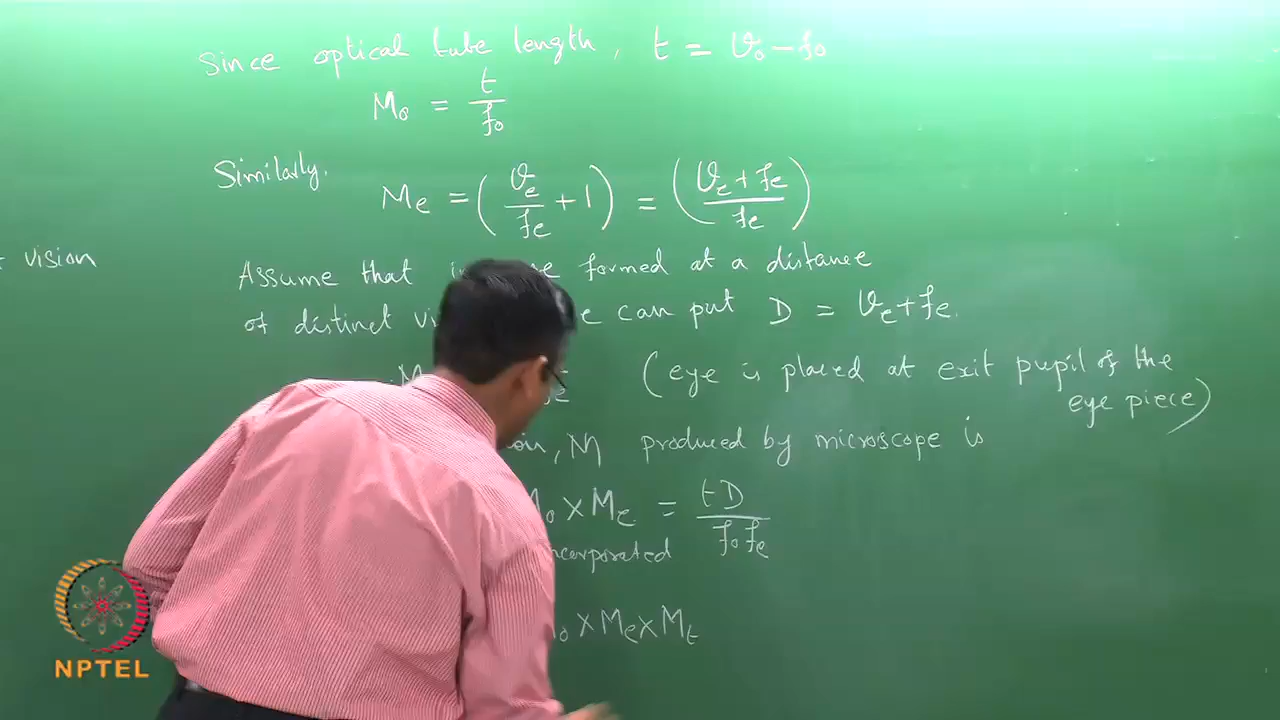 Since optical tube length, t = v₀ - f₀
M₀ = t/f₀
Similarly. Me = (ve/fe + 1) = (ve + fe / fe)
vision
Assume that formed at a distance
of distinct can put D = ve + fe.
(eye is placed at exit pupil of the
eye piece)
, M produced by microscope is
x Me = tD/f₀fe
incorporated
x Me x Mt
NPTEL